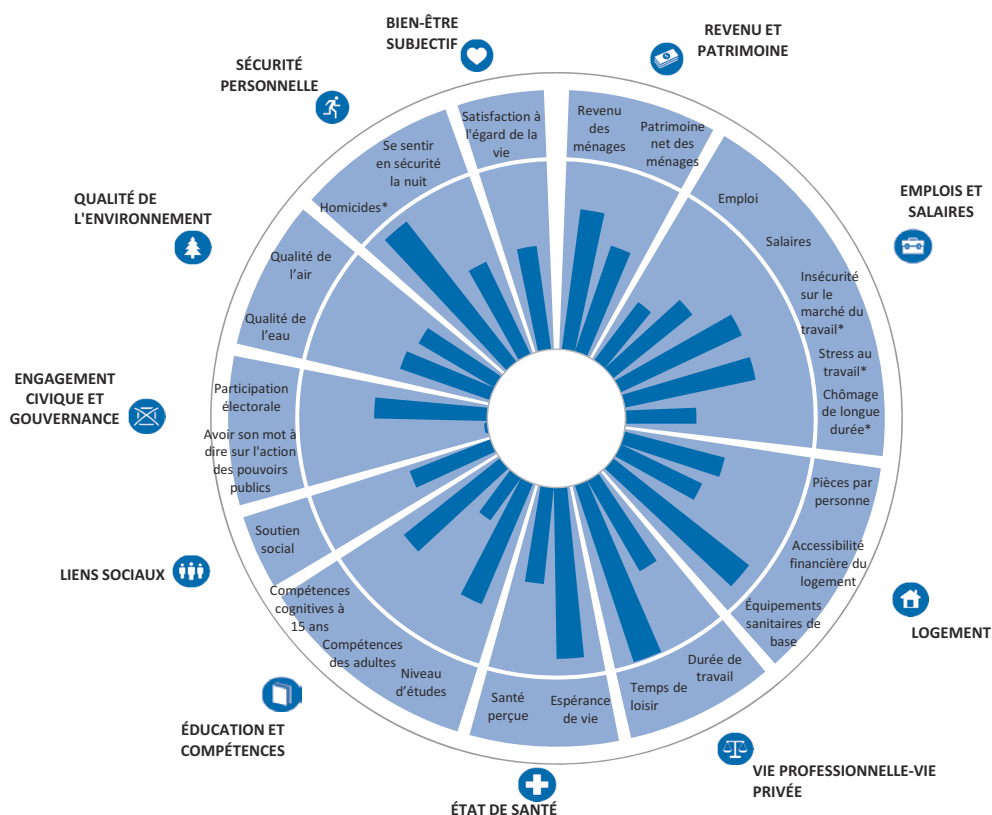 BIEN-ÊTRE
SUBJECTIF
REVENU ET
PATRIMOINE
SÉCURITÉ
PERSONNELLE
QUALITÉ DE
L'ENVIRONNEMENT
EMPLOIS ET
SALAIRES
ENGAGEMENT
CIVIQUE ET
GOUVERNANCE
LIENS SOCIAUX
LOGEMENT
ÉDUCATION ET
COMPÉTENCES
ÉTAT DE SANTÉ
VIE PROFESSIONNELLE-VIE
PRIVÉE
Satisfaction à
l'égard de la
vie
Revenu
des
ménages
Patrimoine
net des
ménages
Emploi
Salaires
Insécurité
sur le
marché du
travail*
Stress au
travail*
Chômage
de longue
durée*
Pièces par
personne
Accessibilité
financière du
logement
Équipements
sanitaires de
base
Durée de
travail
Temps de
loisir
Espérance
de vie
Santé
perçue
Niveau
d’études
Compétences
des adultes
Compétences
cognitives à
15 ans
Soutien
social
Avoir son mot à
dire sur l'action
des pouvoirs
publics
Participation
électorale
Qualité de
l’eau
Qualité de
l’air
Homicides*
Se sentir
en sécurité
la nuit